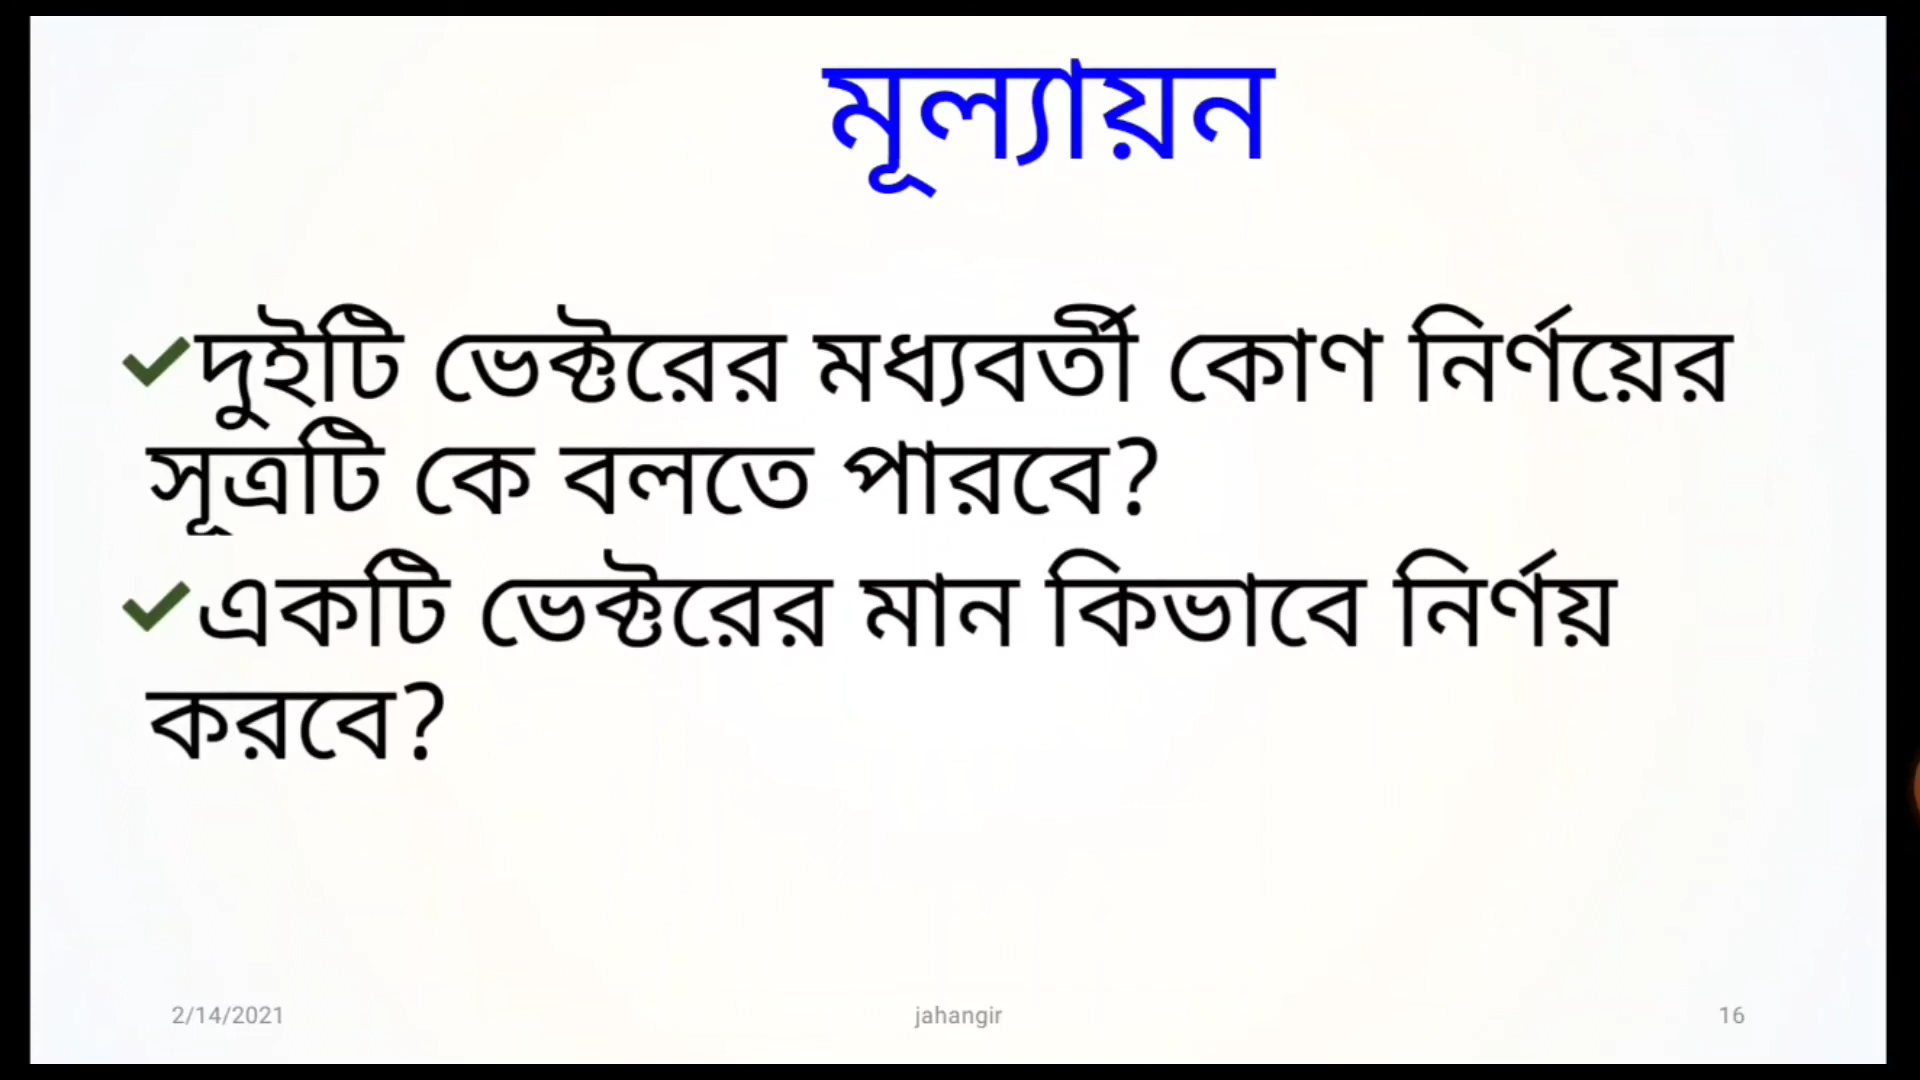 মূল্যায়ন
✔দুইটি ভেক্টরের মধ্যবর্তী কোণ নির্ণয়ের
সূত্রটি কে বলতে পারবে?
✔একটি ভেক্টরের মান কিভাবে নির্ণয়
করবে?
2/14/2021 jahangir 16